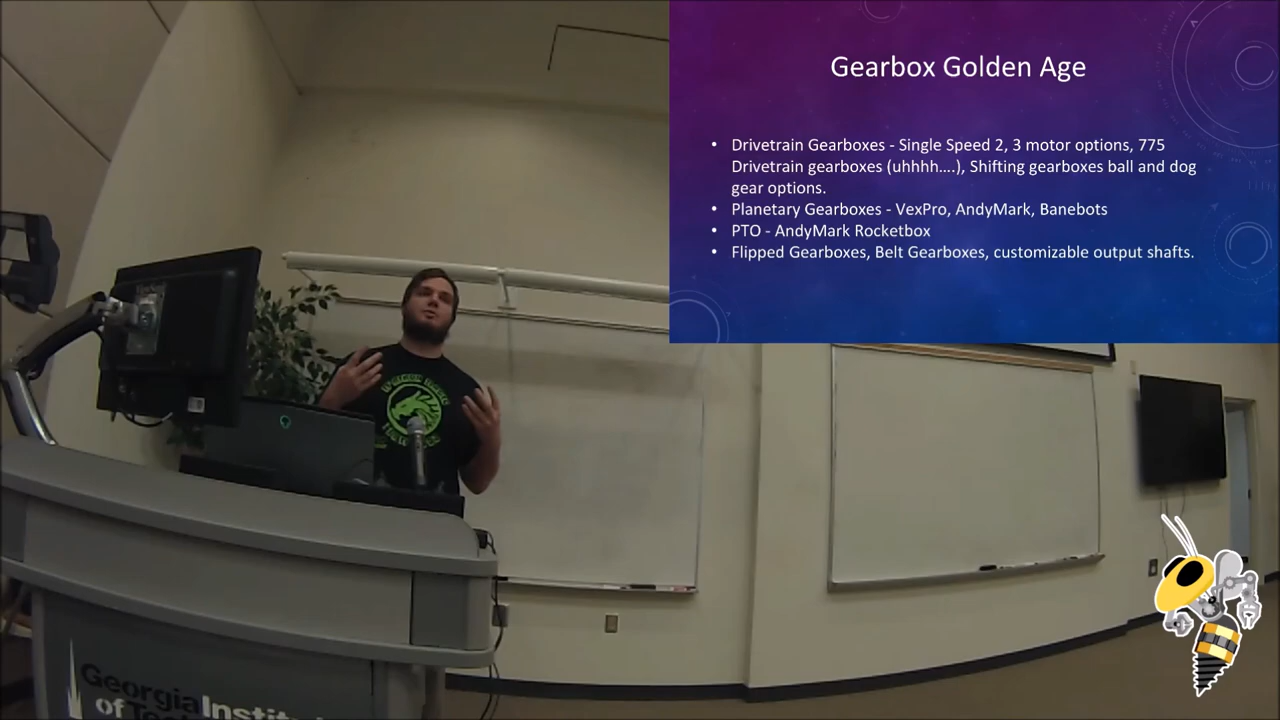 Gearbox Golden Age
• Drivetrain Gearboxes - Single Speed 2, 3 motor options, 775
Drivetrain gearboxes (uhhhh....), Shifting gearboxes ball and dog
gear options.
• Planetary Gearboxes - VexPro, AndyMark, Banebots
• PTO - AndyMark Rocketbox
• Flipped Gearboxes, Belt Gearboxes, customizable output shafts.
Georgia
of